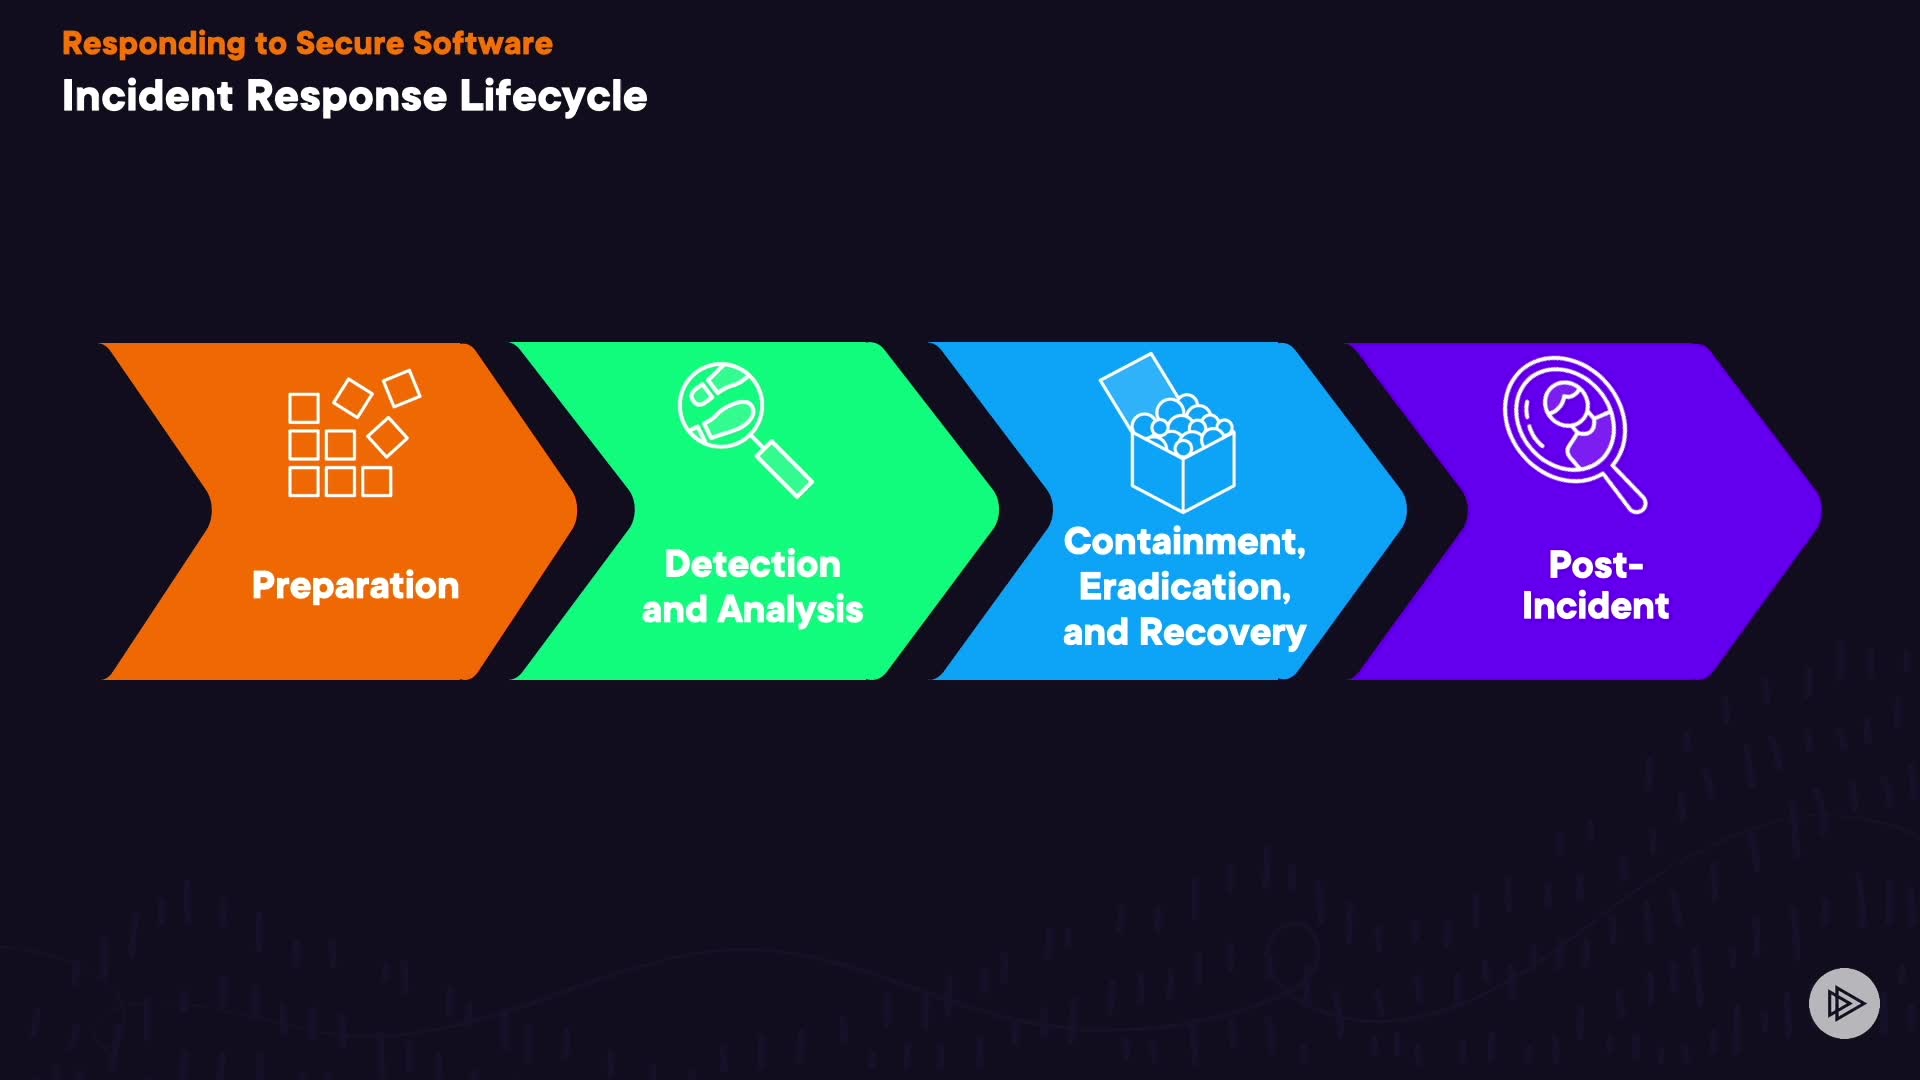 Responding to Secure Software
Incident Response Lifecycle
Preparation
Detection
and Analysis
Containment,
Eradication,
and Recovery
Post-
Incident